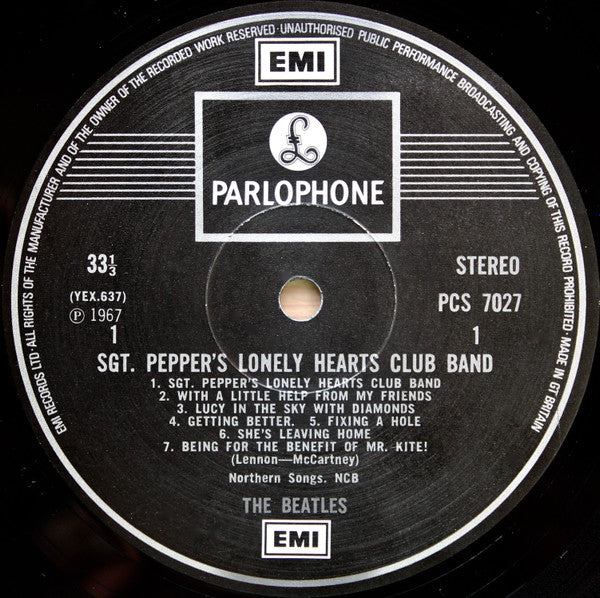 EMI RECORDS LTD · ALL RIGHTS OF THE MANUFACTURER AND OF THE OWNER OF THE RECORDED WORK RESERVED · UNAUTHORISED PUBLIC PERFORMANCE BROADCASTING AND COPYING OF THIS RECORD PROHIBITED · MADE IN GT BRITAIN
EMI
£
PARLOPHONE
33⅓ STEREO
(YEX.637) PCS 7027
℗ 1967
1 1
SGT. PEPPER'S LONELY HEARTS CLUB BAND
1. SGT. PEPPER'S LONELY HEARTS CLUB BAND
2. WITH A LITTLE HELP FROM MY FRIENDS
3. LUCY IN THE SKY WITH DIAMONDS
4. GETTING BETTER. 5. FIXING A HOLE
6. SHE'S LEAVING HOME
7. BEING FOR THE BENEFIT OF MR. KITE!
(Lennon—McCartney)
Northern Songs. NCB
THE BEATLES
EMI